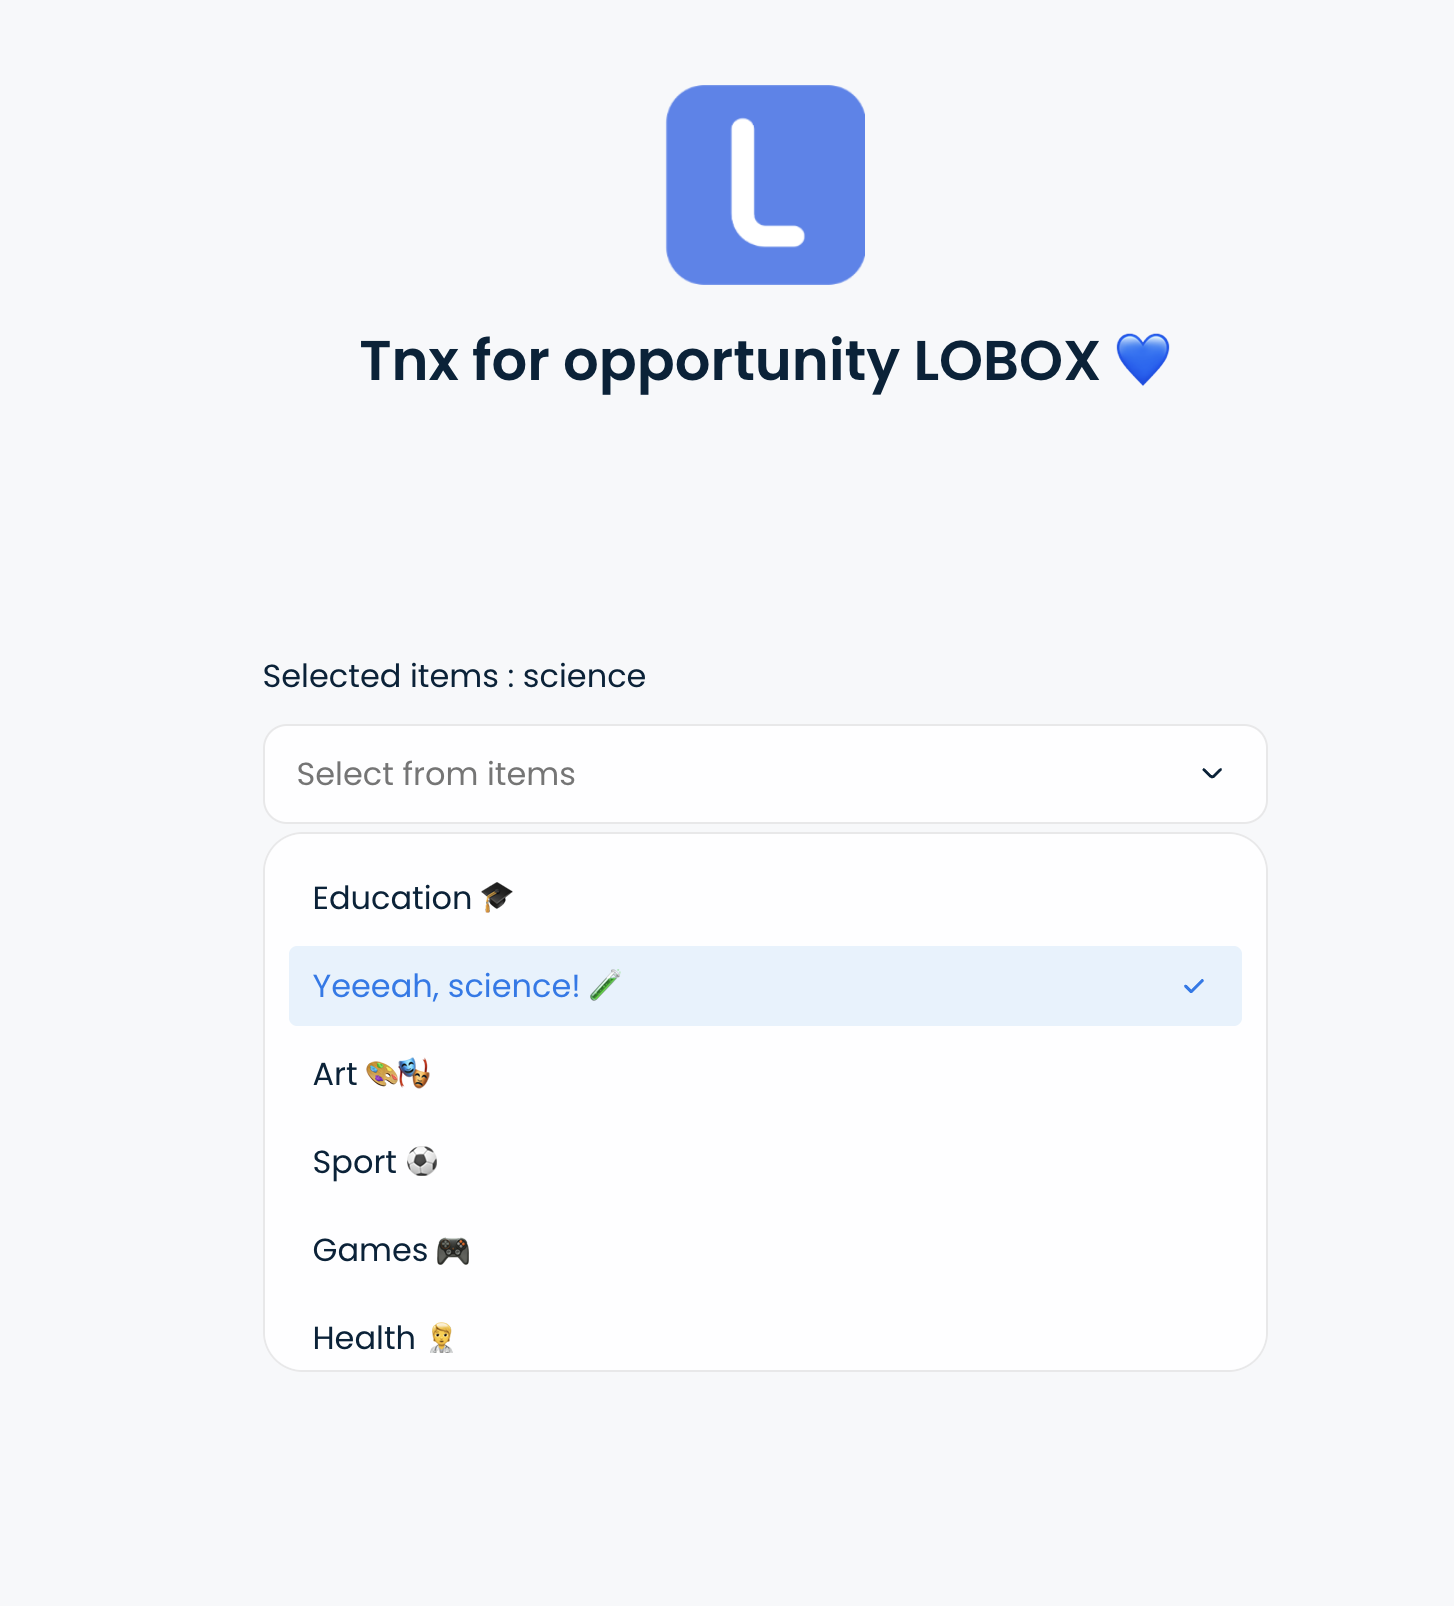 L
Tnx for opportunity LOBOX 💙
Selected items : science
Select from items
Education 🎓
Yeeeah, science! 🧪
Art 🎨🎭
Sport ⚽
Games 🎮
Health 🧑‍⚕️